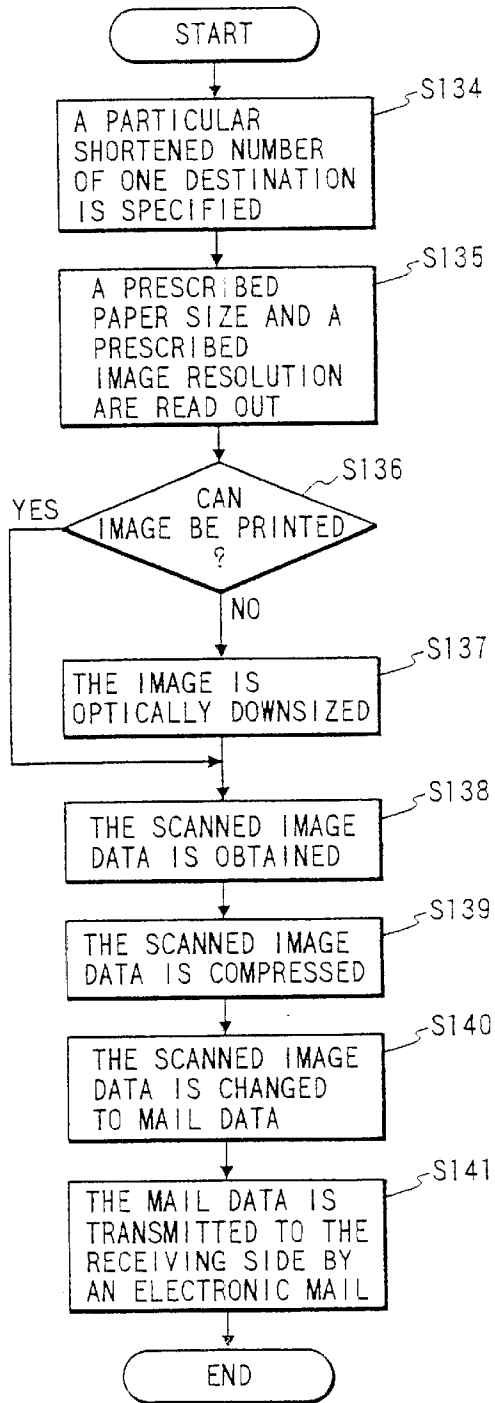 START
S134
A PARTICULAR
SHORTENED NUMBER
OF ONE DESTINATION
IS SPECIFIED
S135
A PRESCRIBED
PAPER SIZE AND A
PRESCRIBED
IMAGE RESOLUTION
ARE READ OUT
S136
YES
CAN
IMAGE BE PRINTED
?
NO
S137
THE IMAGE IS
OPTICALLY DOWNSIZED
S138
THE SCANNED IMAGE
DATA IS OBTAINED
S139
THE SCANNED IMAGE
DATA IS COMPRESSED
S140
THE SCANNED IMAGE
DATA IS CHANGED
TO MAIL DATA
S141
THE MAIL DATA IS
TRANSMITTED TO THE
RECEIVING SIDE BY
AN ELECTRONIC MAIL
END